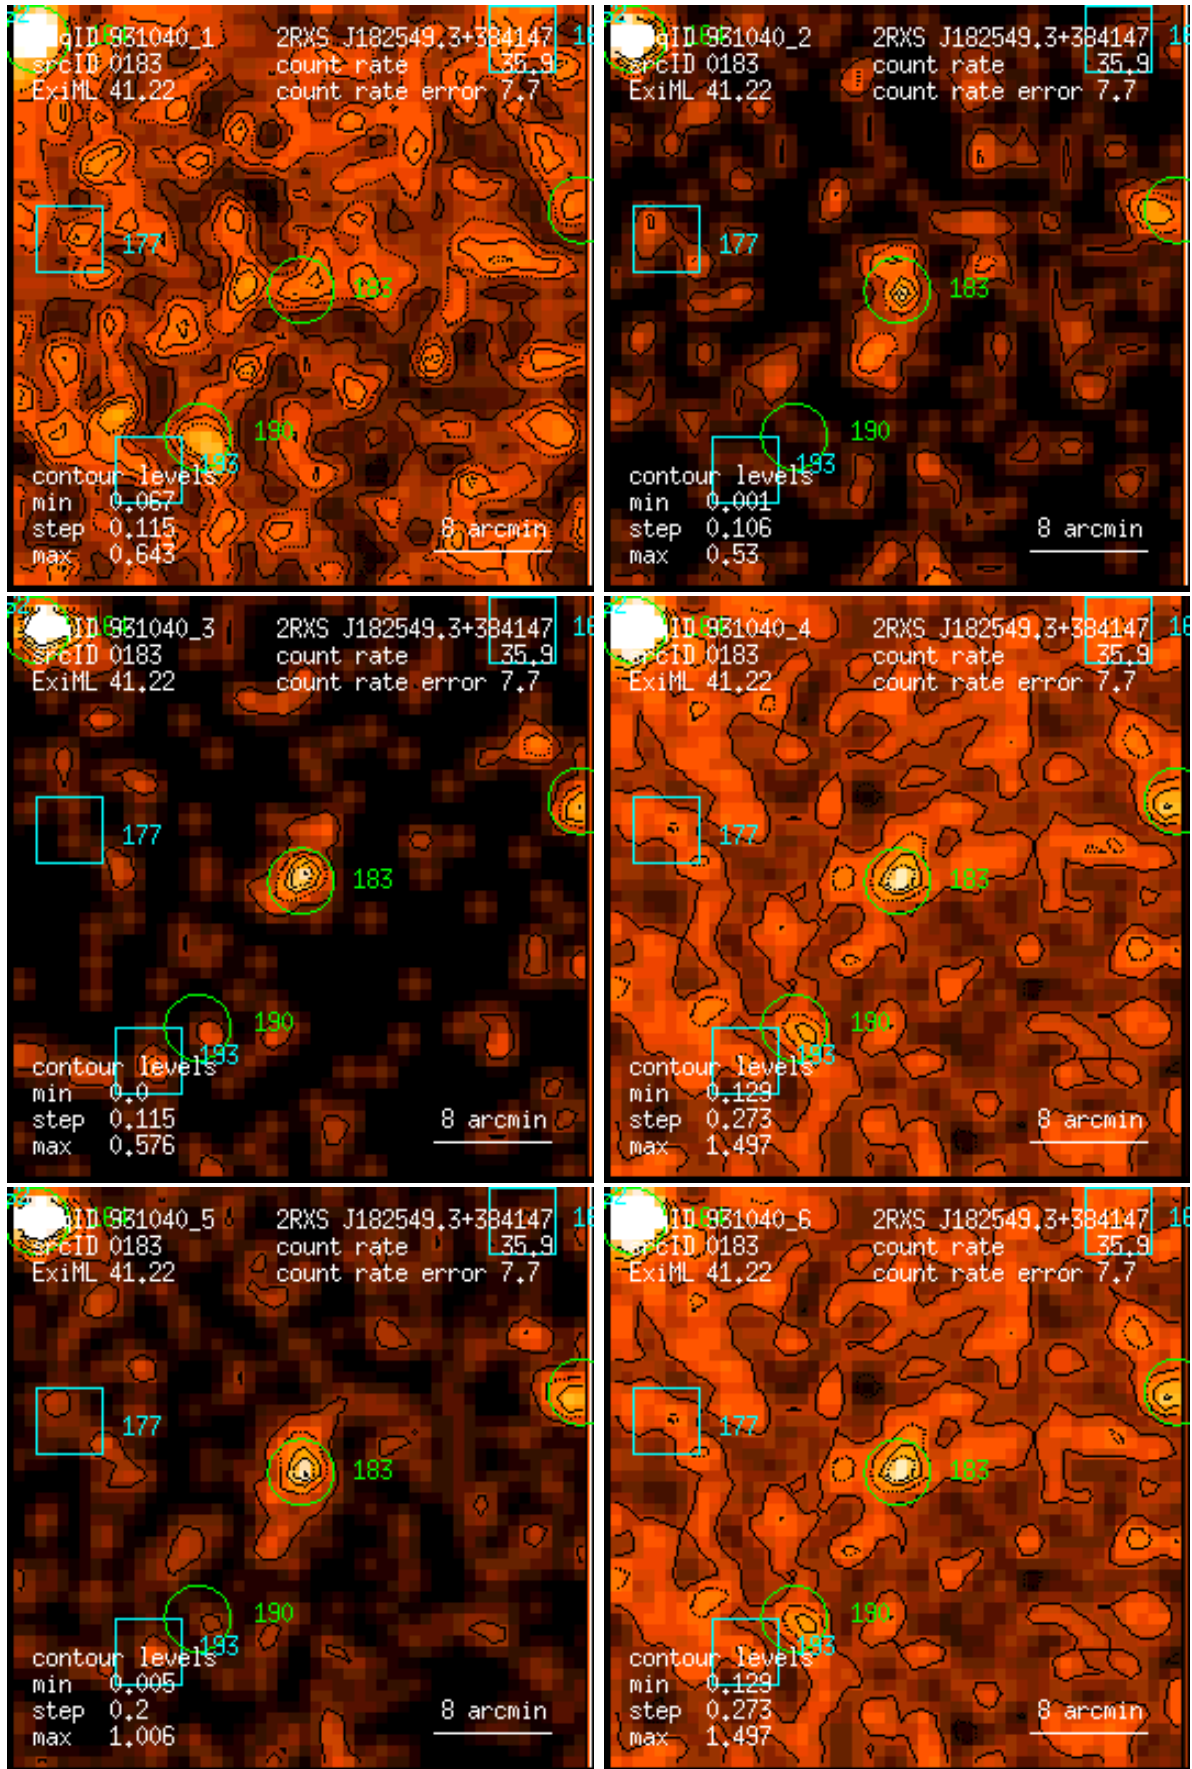 931040_1 2RXS J182549.3+384147
srcID 0183 count rate 35.9
ExiML 41.22 count rate error 7.7
177
183
190
193
contour levels
min 0.067
step 0.115 8 arcmin
max 0.643
931040_2 2RXS J182549.3+384147
srcID 0183 count rate 35.9
ExiML 41.22 count rate error 7.7
177
183
190
193
contour levels
min 0.001
step 0.106 8 arcmin
max 0.53
931040_3 2RXS J182549.3+384147
srcID 0183 count rate 35.9
ExiML 41.22 count rate error 7.7
177
183
190
193
contour levels
min 0.0
step 0.115 8 arcmin
max 0.576
931040_4 2RXS J182549.3+384147
srcID 0183 count rate 35.9
ExiML 41.22 count rate error 7.7
177
183
190
193
contour levels
min 0.129
step 0.273 8 arcmin
max 1.497
931040_5 2RXS J182549.3+384147
srcID 0183 count rate 35.9
ExiML 41.22 count rate error 7.7
177
183
190
193
contour levels
min 0.005
step 0.2 8 arcmin
max 1.006
931040_6 2RXS J182549.3+384147
srcID 0183 count rate 35.9
ExiML 41.22 count rate error 7.7
177
183
190
193
contour levels
min 0.129
step 0.273 8 arcmin
max 1.497